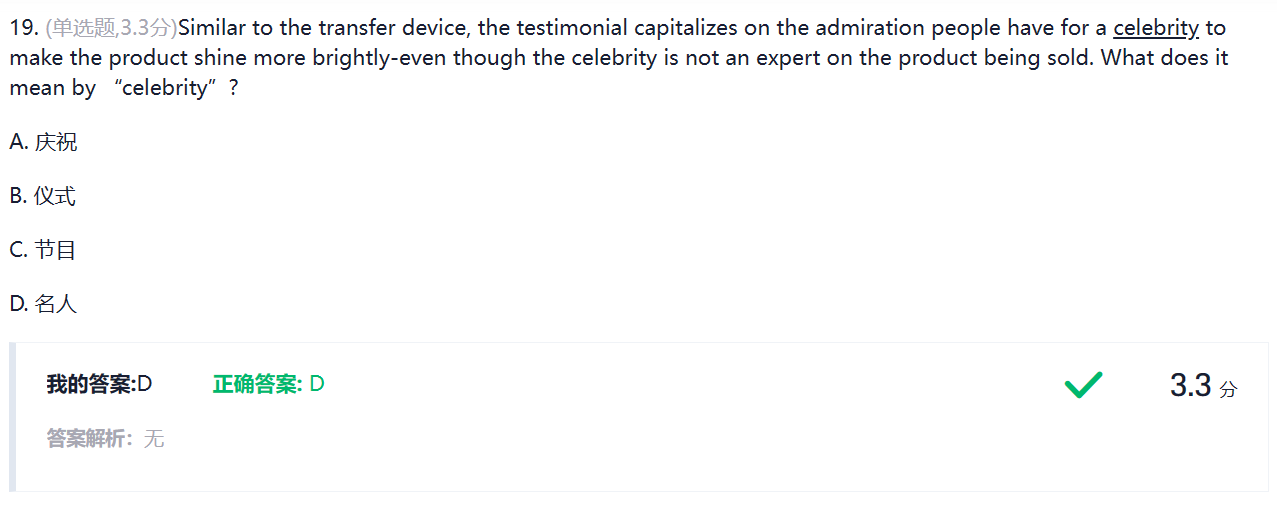 19. (单选题,3.3分)Similar to the transfer device, the testimonial capitalizes on the admiration people have for a celebrity to
make the product shine more brightly-even though the celebrity is not an expert on the product being sold. What does it
mean by “celebrity”?
A. 庆祝
B. 仪式
C. 节目
D. 名人
我的答案:D 正确答案: D 3.3 分
答案解析: 无